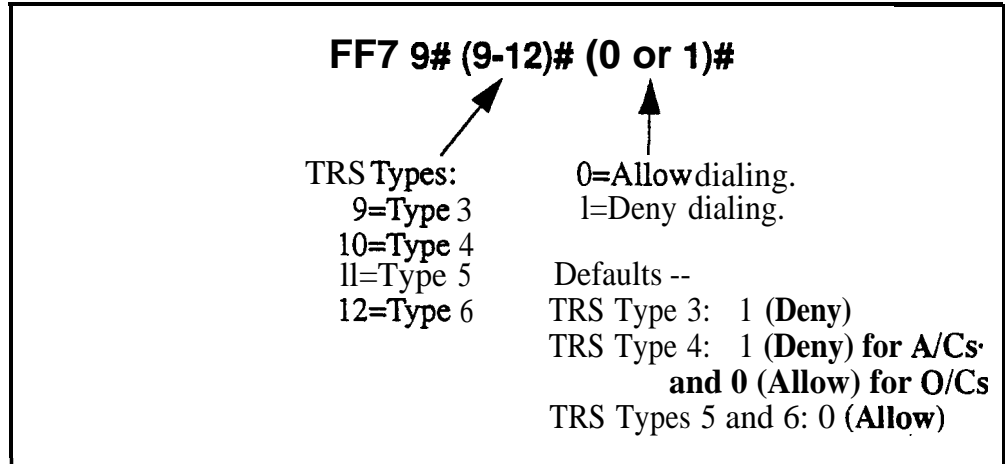 FF7 9# (9-12)# (0 or 1)#
TRS Types:
9=Type 3
10=Type 4
ll=Type 5
12=Type 6
0=Allow dialing.
l=Deny dialing.
Defaults --
TRS Type 3: 1 (Deny)
TRS Type 4: 1 (Deny) for A/Cs
and 0 (Allow) for O/Cs
TRS Types 5 and 6: 0 (Allow)